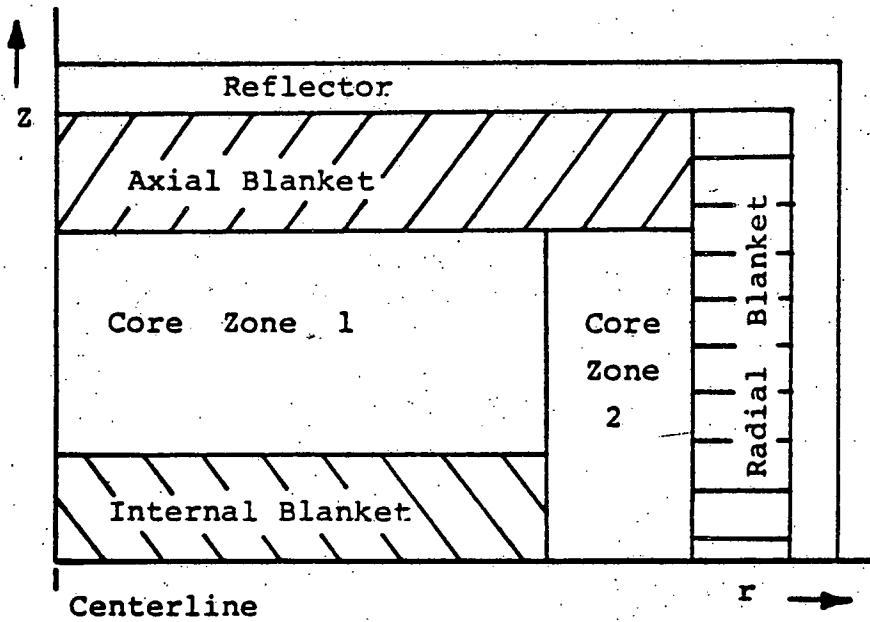 Reflector
Z
Axial Blanket
Core Zone 1
Core
Zone
2
Radial Blanket
Internal Blanket
r
Centerline